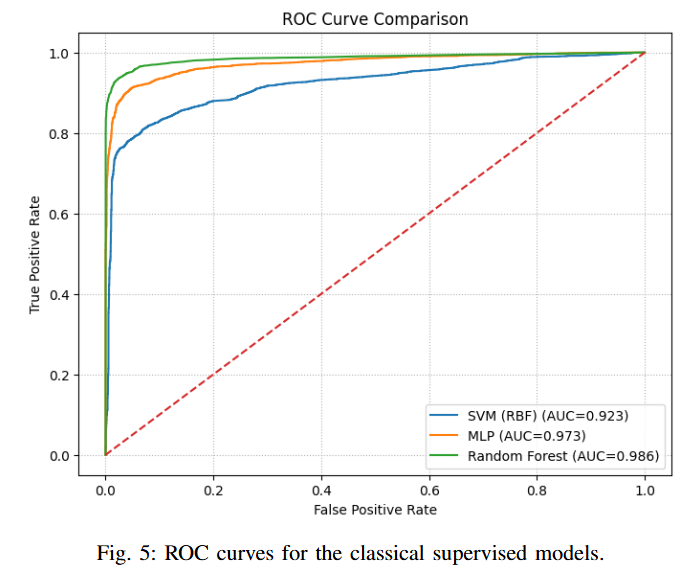 ROC Curve Comparison
True Positive Rate
1.0
0.8
0.6
0.4
0.2
0.0
0.0 0.2 0.4 0.6 0.8 1.0
False Positive Rate
SVM (RBF) (AUC=0.923)
MLP (AUC=0.973)
Random Forest (AUC=0.986)
Fig. 5: ROC curves for the classical supervised models.